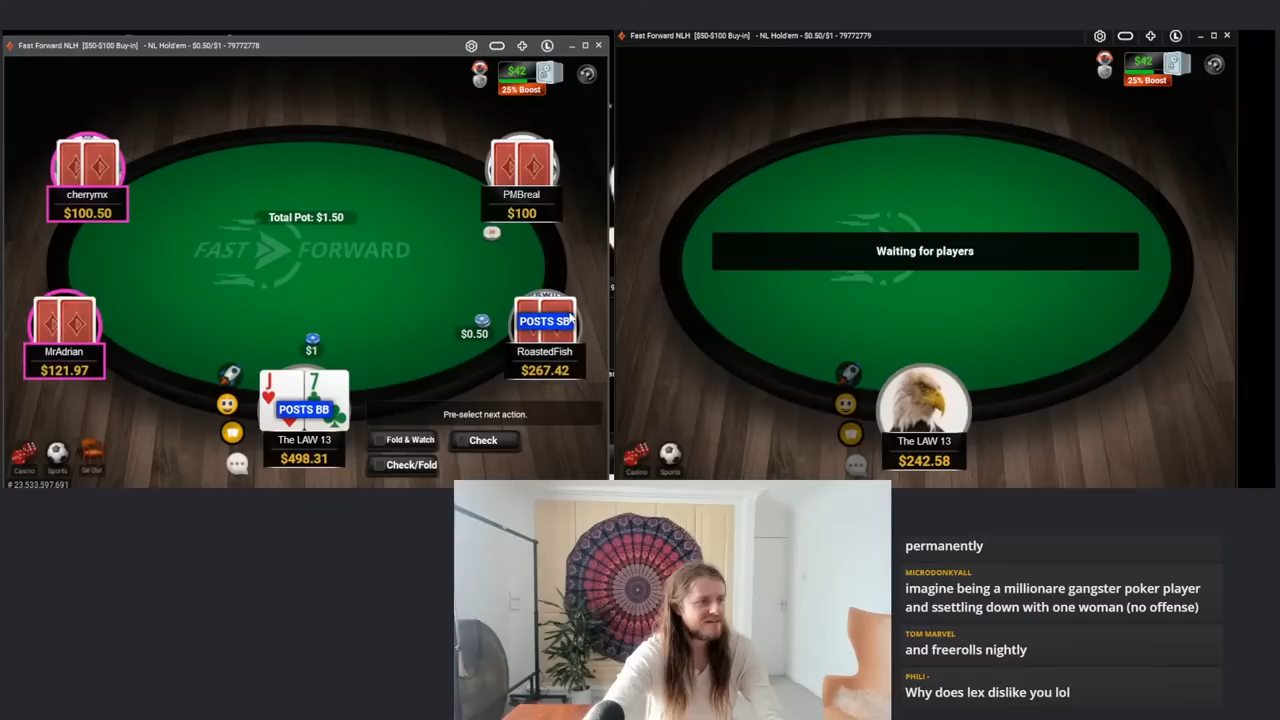 Fast Forward NLH [$50-$100 Buy-in] - NL Hold'em - $0.50/$1 - 79772778
$42
25% Boost
cherrymx
$100.50
PMBreal
$100
Total Pot: $1.50
FAST FORWARD
POSTS SB
$0.50
$1
MrAdrian
$121.97
RoastedFish
$267.42
J
7
POSTS BB
The LAW 13
$498.31
Pre-select next action.
Fold & Watch
Check
Check/Fold
Casino
Sports
Sit Out
# 23,533,597,691
Fast Forward NLH [$50-$100 Buy-in] - NL Hold'em - $0.50/$1 - 79772779
$42
25% Boost
Waiting for players
The LAW 13
$242.58
Casino
Sports
permanently
MICRODONKYALL
imagine being a millionare gangster poker player
and ssettling down with one woman (no offense)
TOM MARVEL
and freerolls nightly
PHILI -
Why does lex dislike you lol